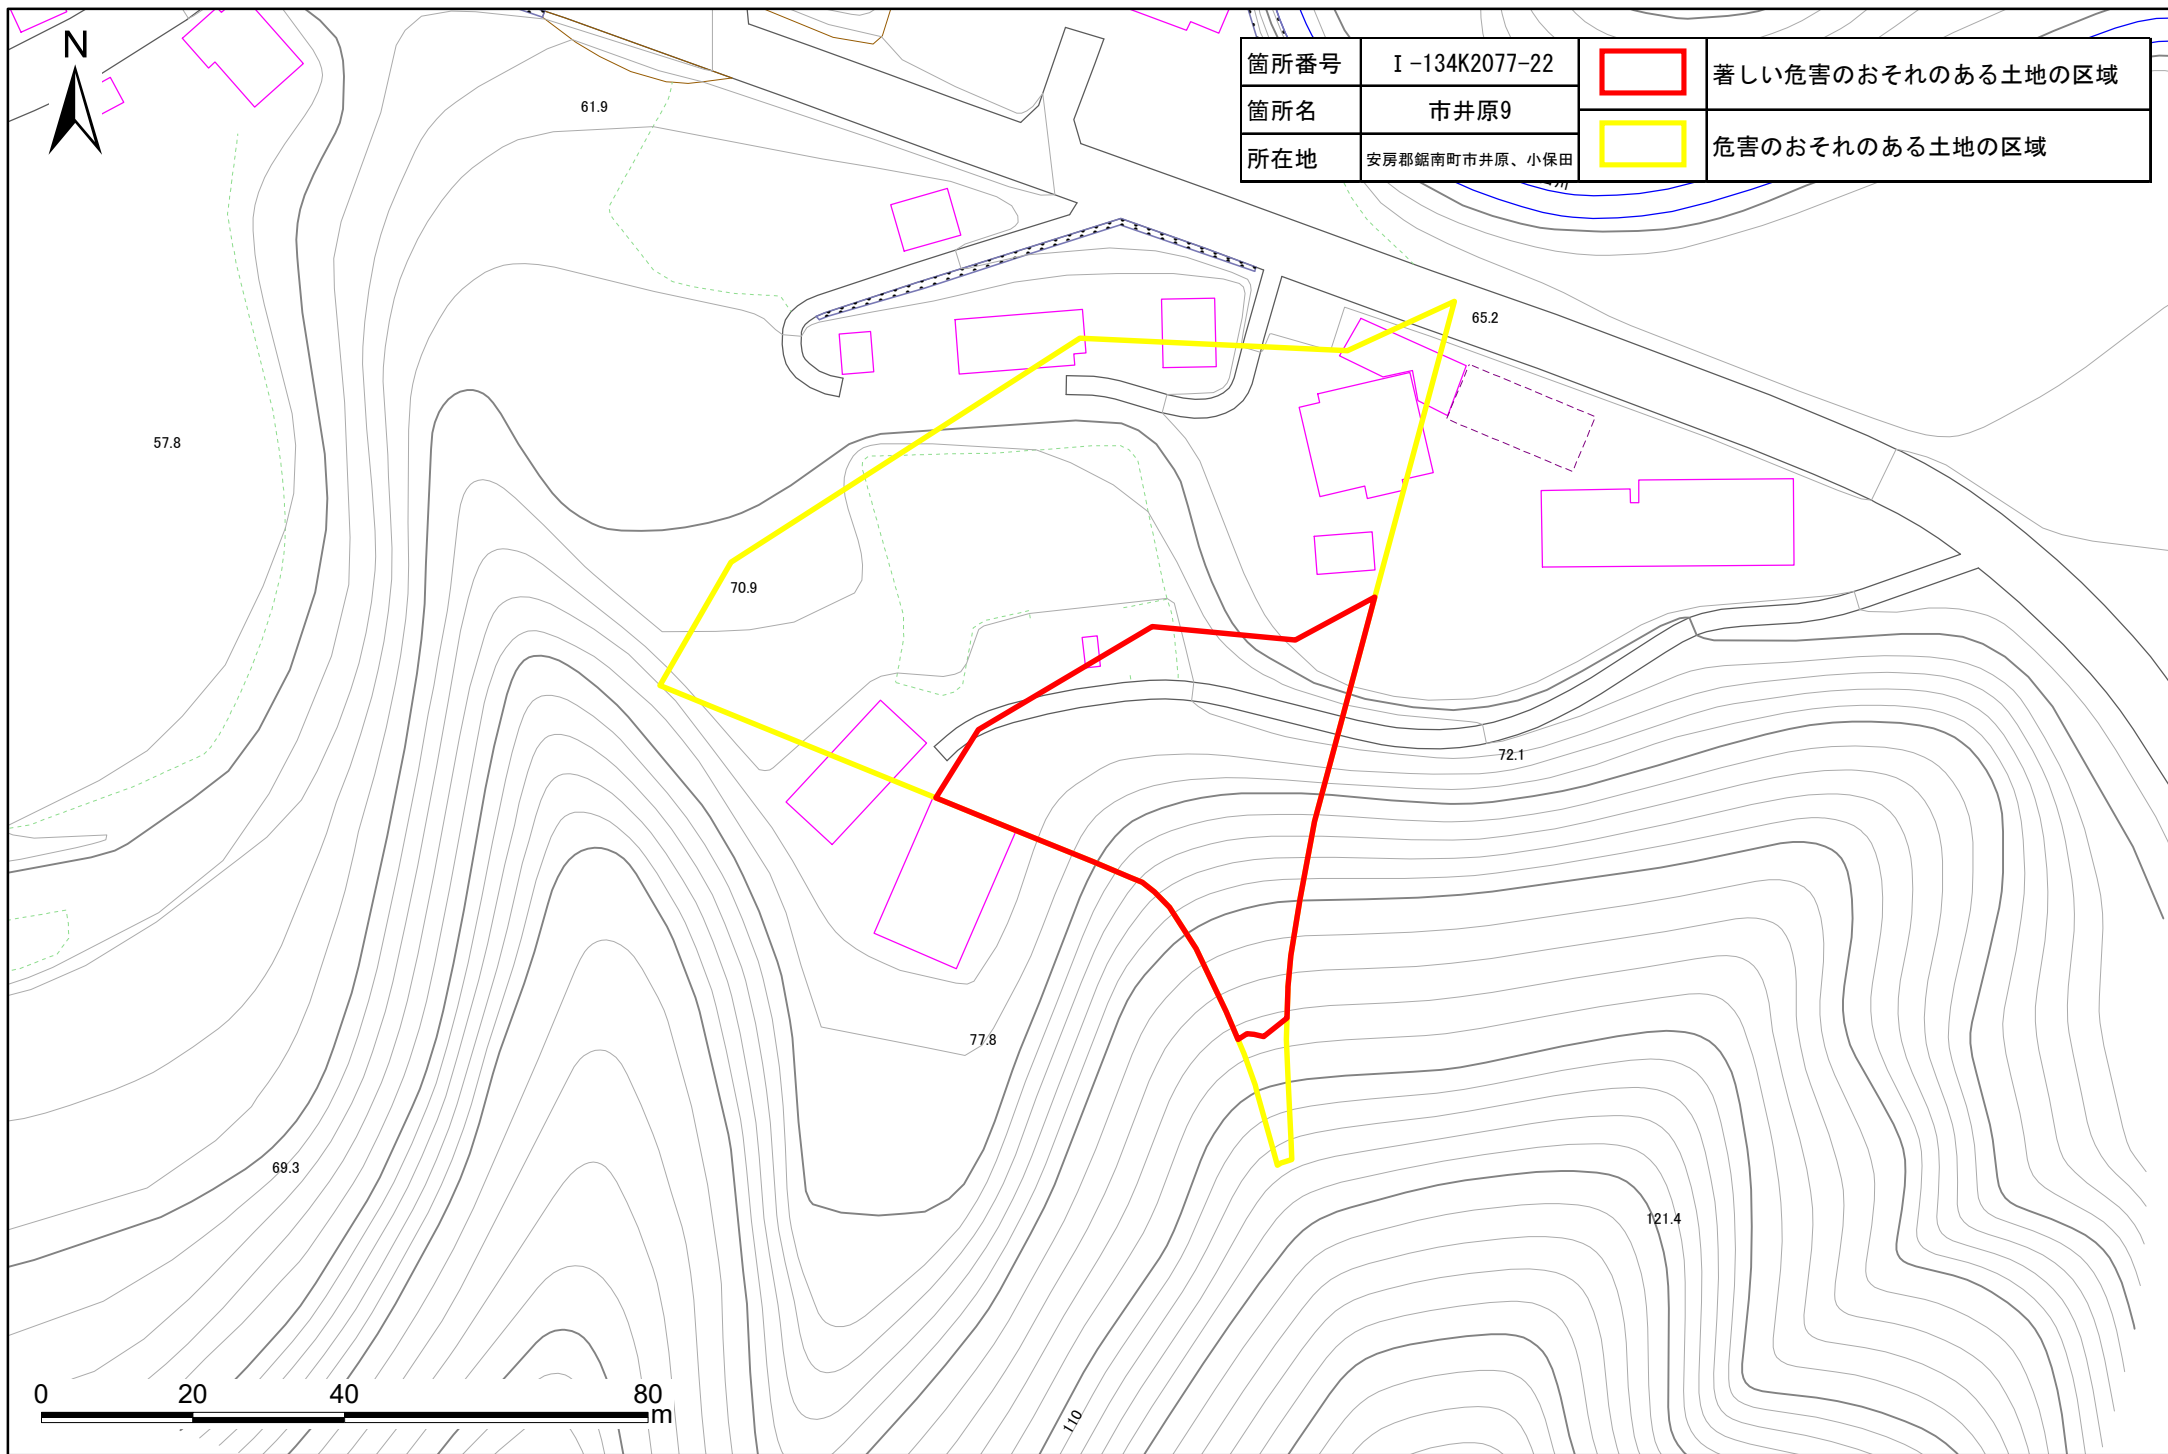 N
箇所番号 Ⅰ-134K2077-22 著しい危害のおそれのある土地の区域
箇所名 市井原9
所在地 安房郡鋸南町市井原、小保田 危害のおそれのある土地の区域
61.9
65.2
57.8
70.9
72.1
77.8
69.3
121.4
110
0 20 40 80
m